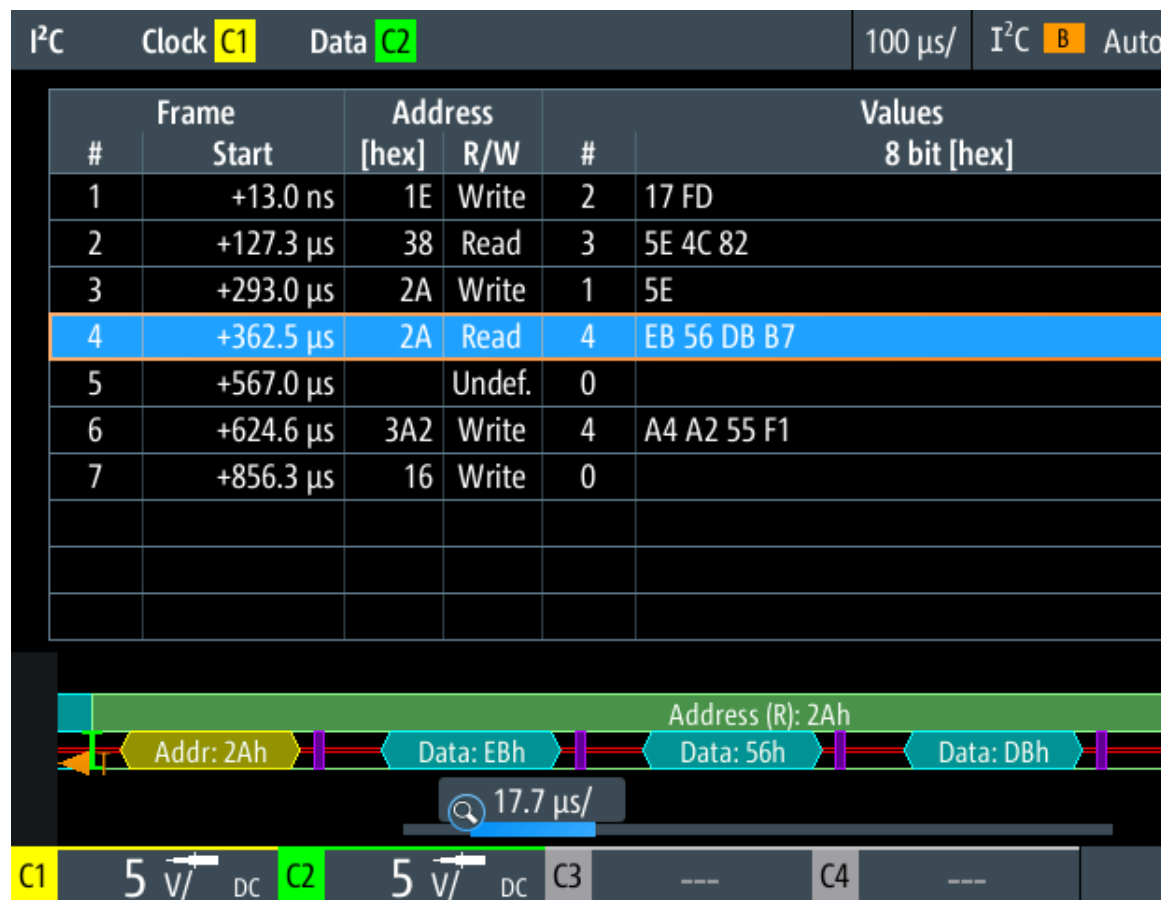 I²C Clock C1 Data C2 100 µs/ I²C B Auto
Frame Address Values
# Start [hex] R/W # 8 bit [hex]
1 +13.0 ns 1E Write 2 17 FD
2 +127.3 µs 38 Read 3 5E 4C 82
3 +293.0 µs 2A Write 1 5E
4 +362.5 µs 2A Read 4 EB 56 DB B7
5 +567.0 µs Undef. 0
6 +624.6 µs 3A2 Write 4 A4 A2 55 F1
7 +856.3 µs 16 Write 0
Address (R): 2Ah
T Addr: 2Ah Data: EBh Data: 56h Data: DBh
17.7 µs/
C1 5 V/ DC C2 5 V/ DC C3 --- C4 ---